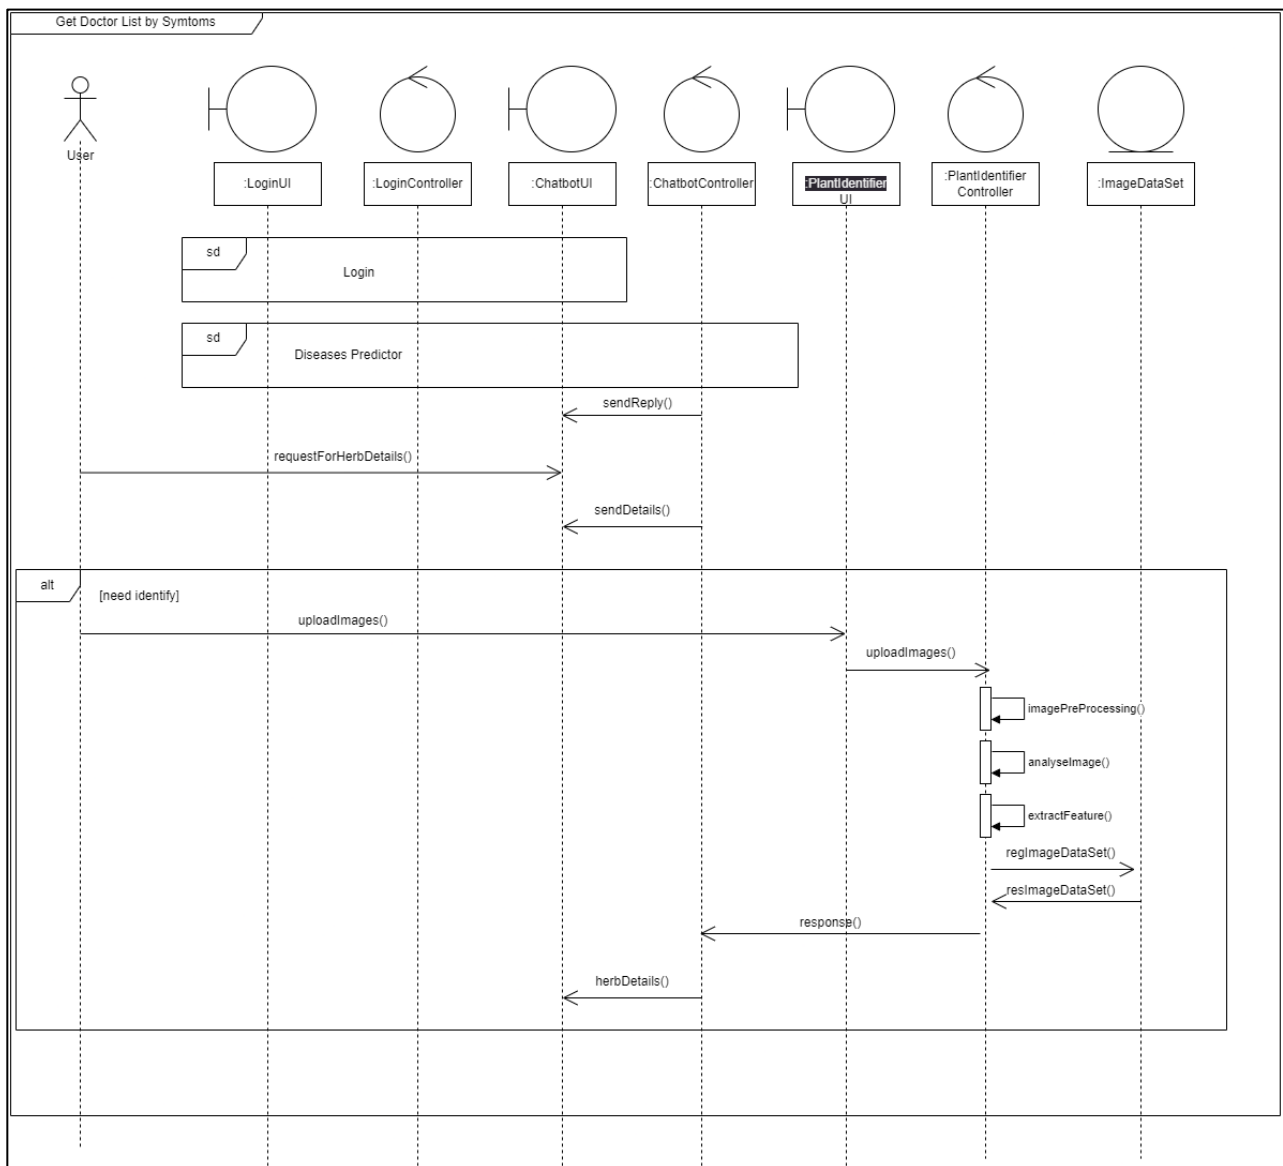 Get Doctor List by Symtoms
User
:LoginUI
:LoginController
:ChatbotUI
:ChatbotController
:PlantIdentifier
UI
:PlantIdentifier
Controller
:ImageDataSet
sd
Login
sd
Diseases Predictor
sendReply()
requestForHerbDetails()
sendDetails()
alt
[need identify]
uploadImages()
uploadImages()
imagePreProcessing()
analyseImage()
extractFeature()
regImageDataSet()
resImageDataSet()
response()
herbDetails()